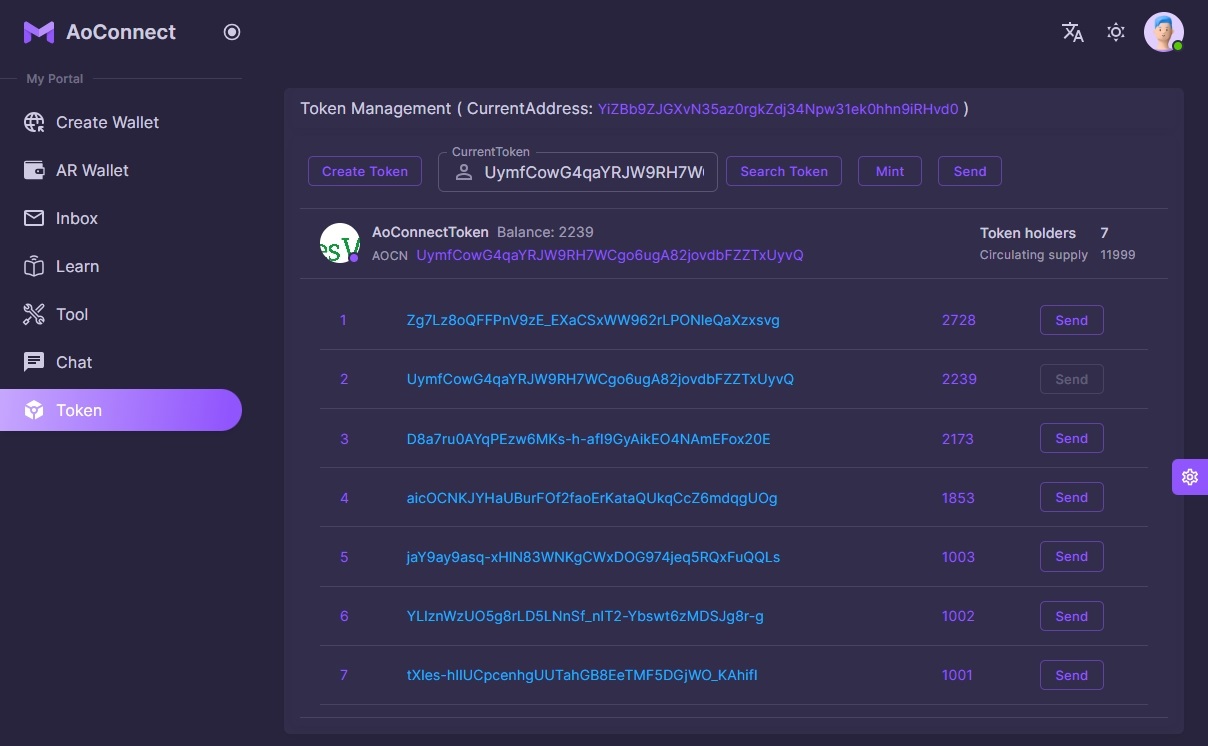 AoConnect
My Portal
Create Wallet
AR Wallet
Inbox
Learn
Tool
Chat
Token
Token Management ( CurrentAddress: YiZBb9ZJGXvN35az0rgkZdj34Npw31ek0hhn9iRHvd0 )
Create Token
CurrentToken
UymfCowG4qaYRJW9RH7W
Search Token
Mint
Send
AoConnectToken Balance: 2239
AOCN UymfCowG4qaYRJW9RH7WCgo6ugA82jovdbFZZTxUyvQ
Token holders 7
Circulating supply 11999
1 Zg7Lz8oQFFPnV9zE_EXaCSxWW962rLPONIeQaXzxsvg 2728 Send
2 UymfCowG4qaYRJW9RH7WCgo6ugA82jovdbFZZTxUyvQ 2239 Send
3 D8a7ru0AYqPEzw6MKs-h-afI9GyAikEO4NAmEFox20E 2173 Send
4 aicOCNKJYHaUBurFOf2faoErKataQUkqCcZ6mdqgUOg 1853 Send
5 jaY9ay9asq-xHIN83WNKgCWxDOG974jeq5RQxFuQQLs 1003 Send
6 YLIznWzUO5g8rLD5LNnSf_nIT2-Ybswt6zMDSJg8r-g 1002 Send
7 tXIes-hIlUCpcenhgUUTahGB8EeTMF5DGjWO_KAhifI 1001 Send